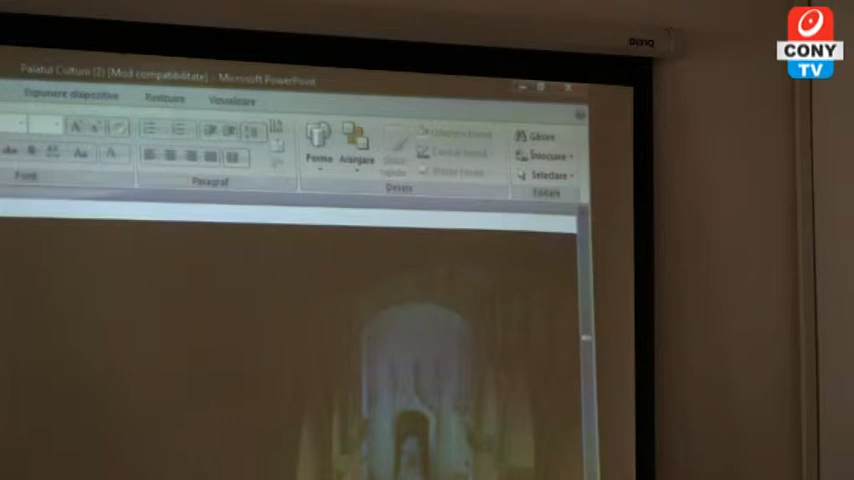 BenQ
CONY
TV
Palatul Culturii (2) [Mod compatibilitate] - Microsoft PowerPoint
Expunere diapozitive Revizuire Vizualizare
Găsire
Înlocuire
Forme Aranjare Selectare
Font Paragraf Desen Editare